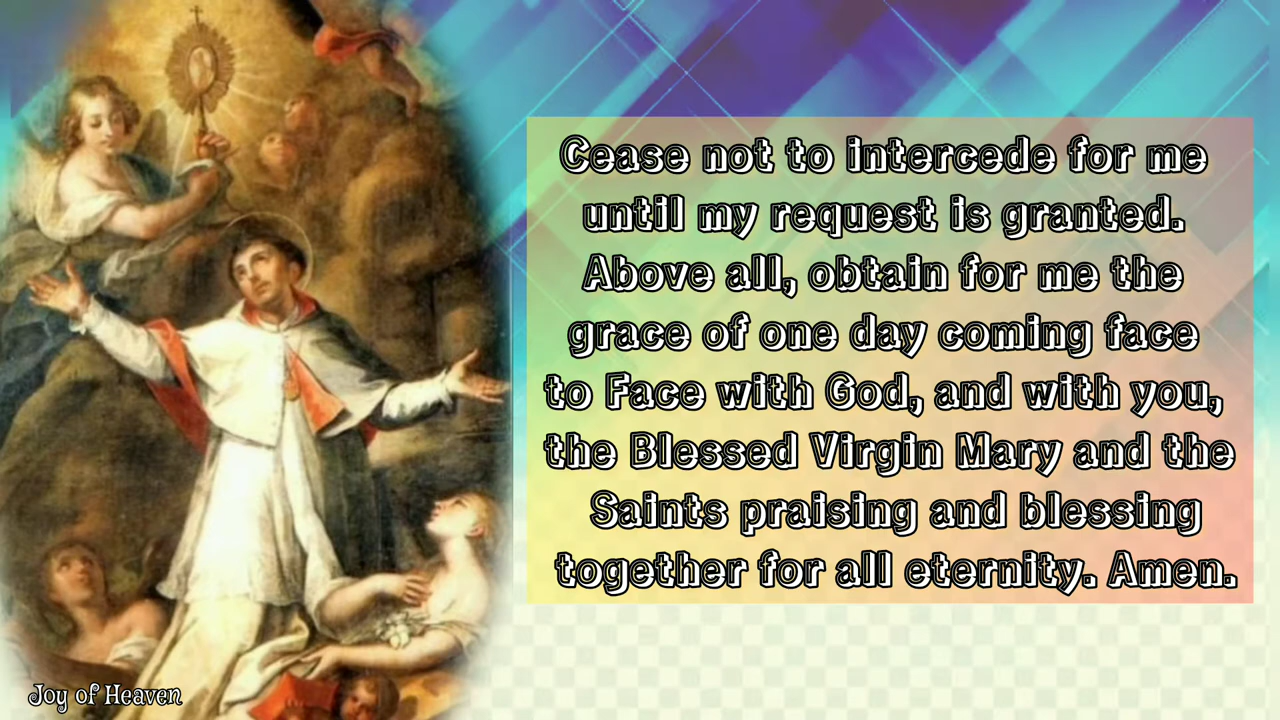 Cease not to intercede for me
until my request is granted.
Above all, obtain for me the
grace of one day coming face
to Face with God, and with you,
the Blessed Virgin Mary and the
Saints praising and blessing
together for all eternity. Amen.
Joy of Heaven